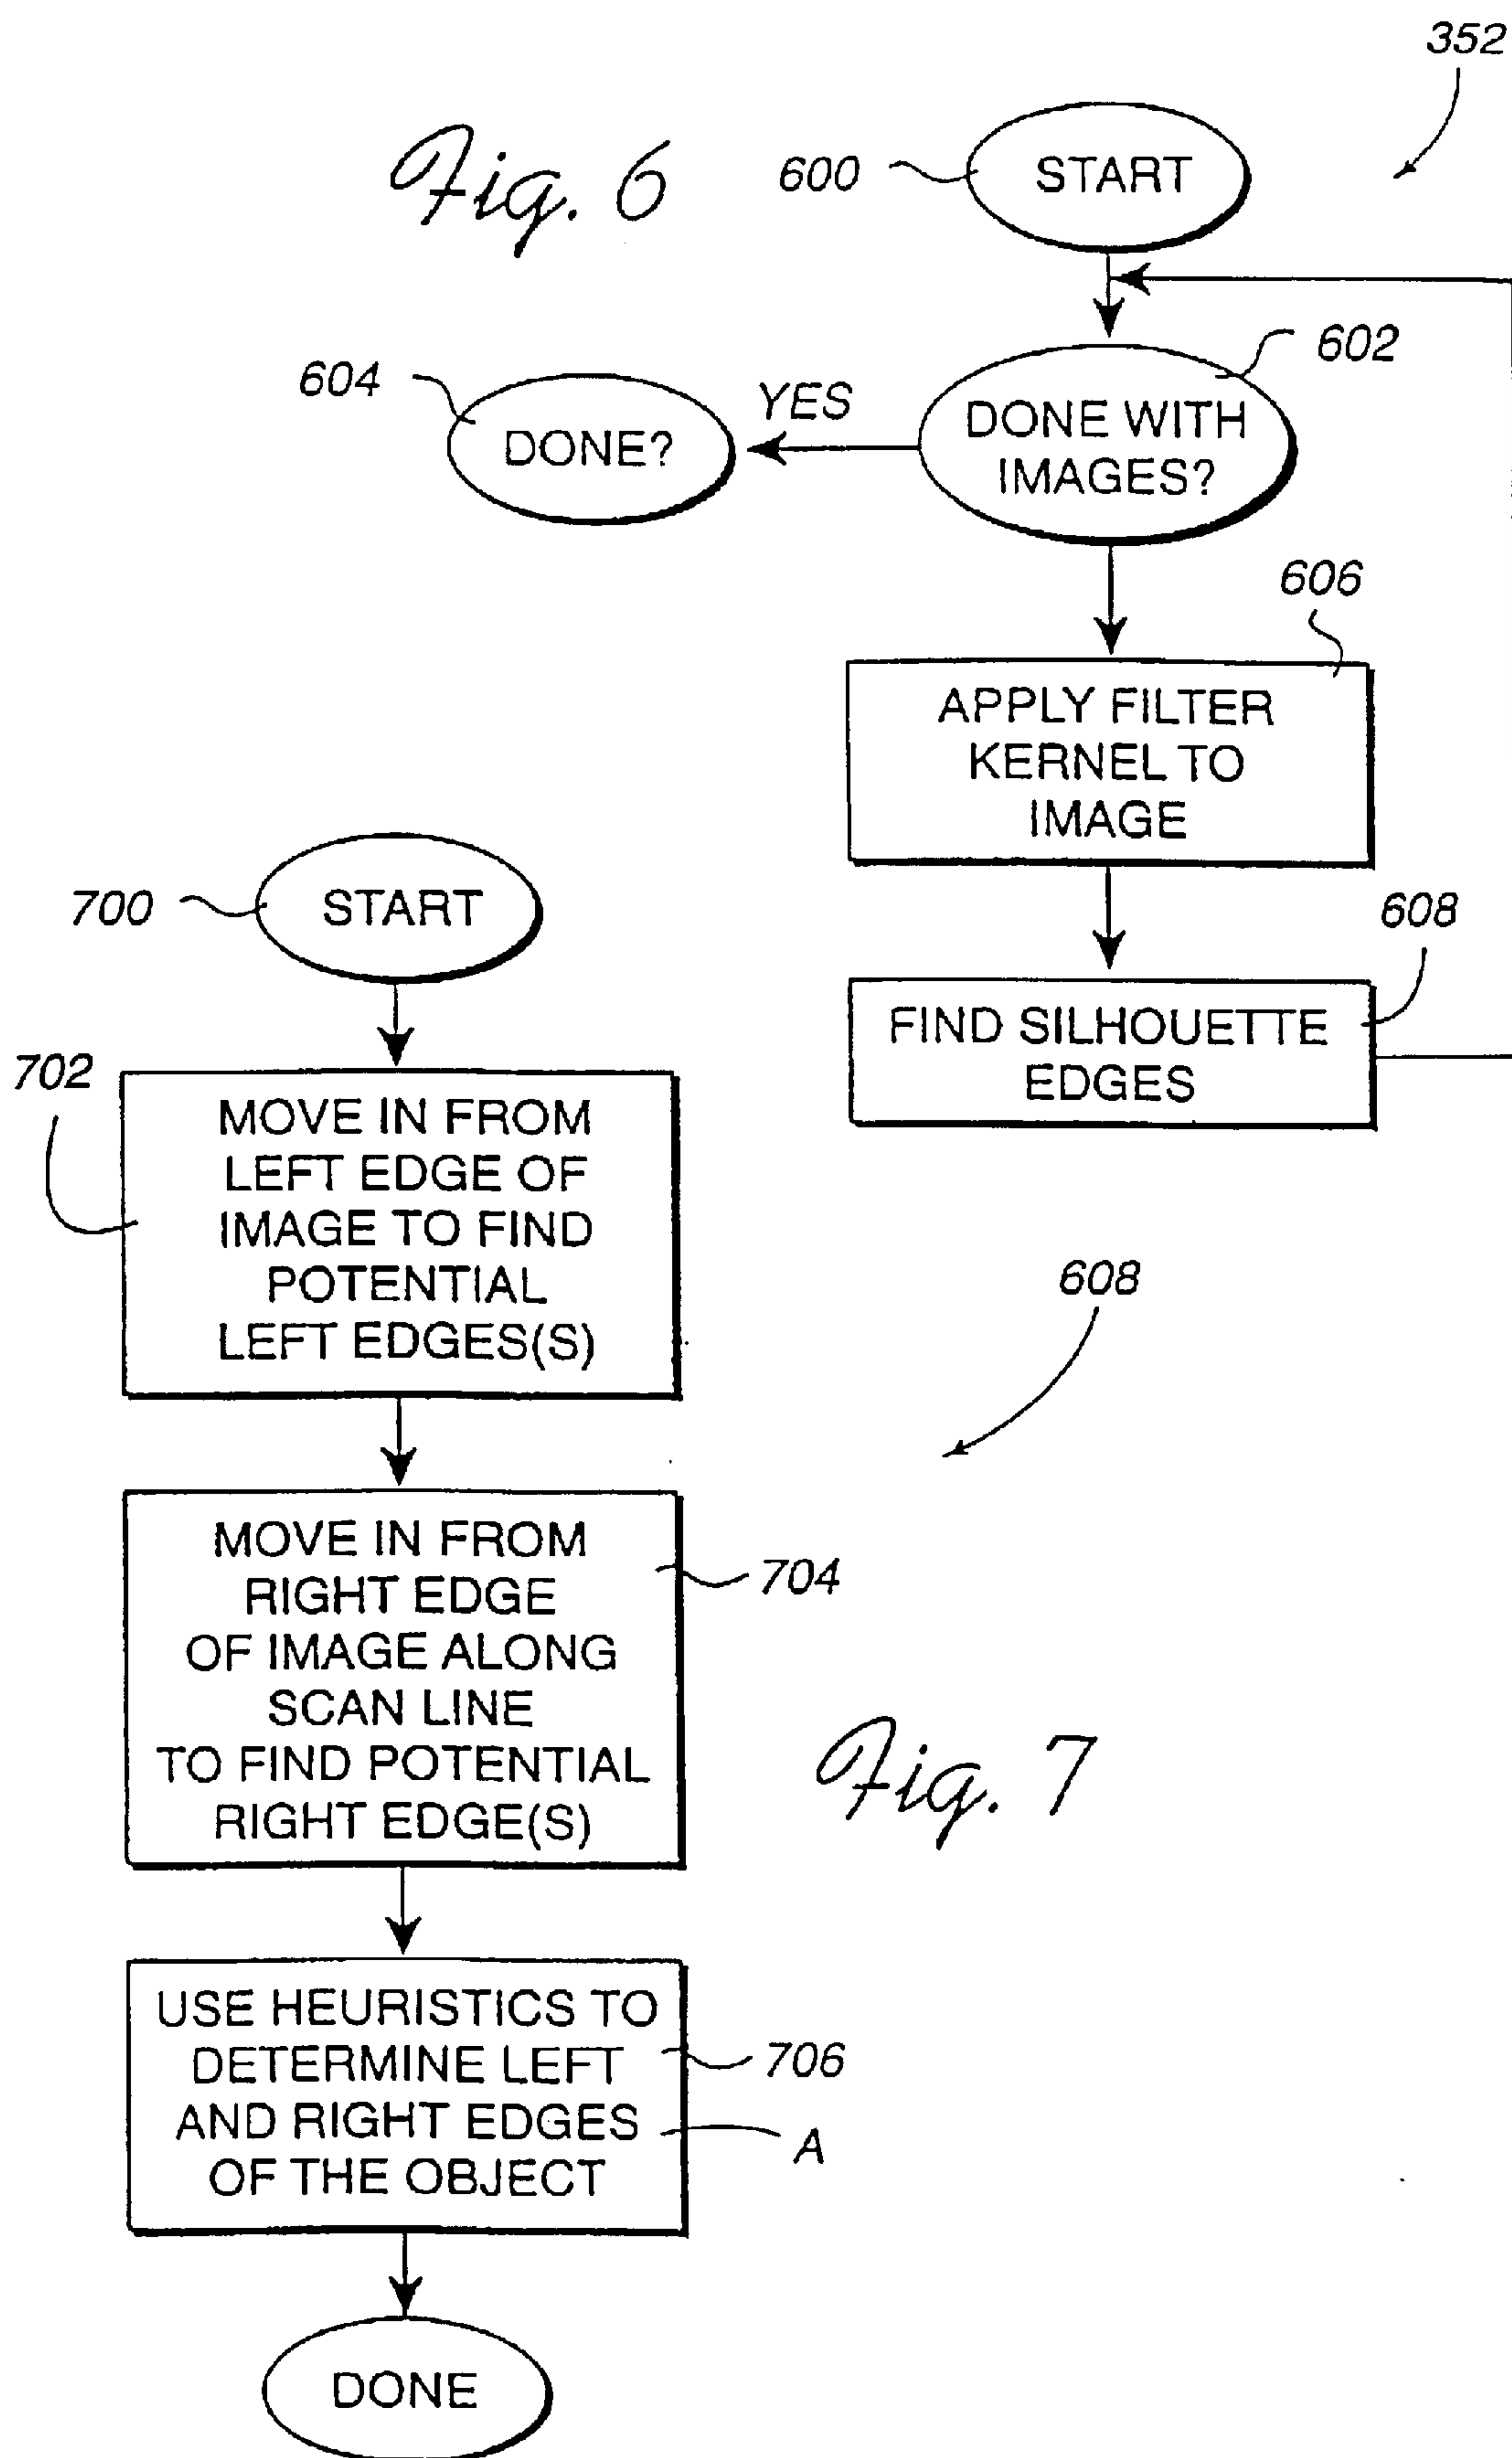 352
Fig. 6
600
START
602
604
YES
DONE?
DONE WITH
IMAGES?
606
APPLY FILTER
KERNEL TO
IMAGE
608
FIND SILHOUETTE
EDGES
700
START
702
MOVE IN FROM
LEFT EDGE OF
IMAGE TO FIND
POTENTIAL
LEFT EDGES(S)
608
MOVE IN FROM
RIGHT EDGE
OF IMAGE ALONG
SCAN LINE
TO FIND POTENTIAL
RIGHT EDGE(S)
704
Fig. 7
USE HEURISTICS TO
DETERMINE LEFT
AND RIGHT EDGES
OF THE OBJECT
706
A
DONE